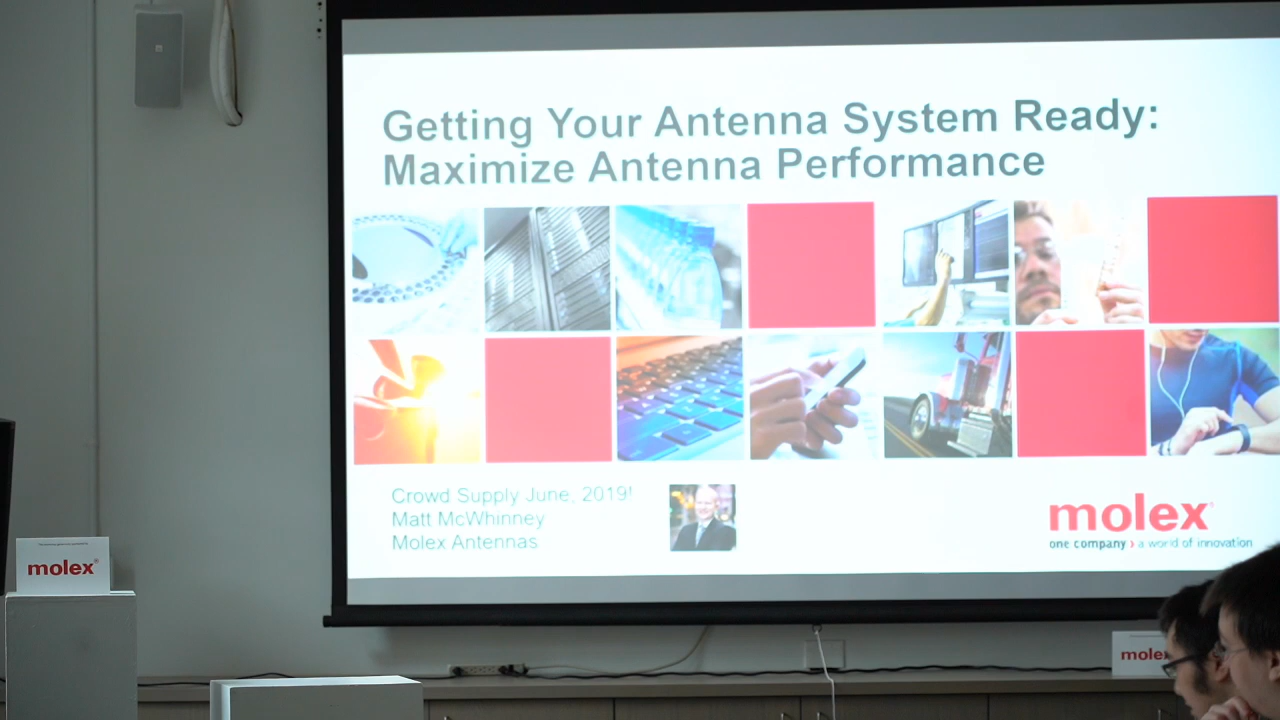 Getting Your Antenna System Ready:
Maximize Antenna Performance
Crowd Supply June, 2019!
Matt McWhinney
Molex Antennas
molex
one company › a world of innovation
molex®
molex